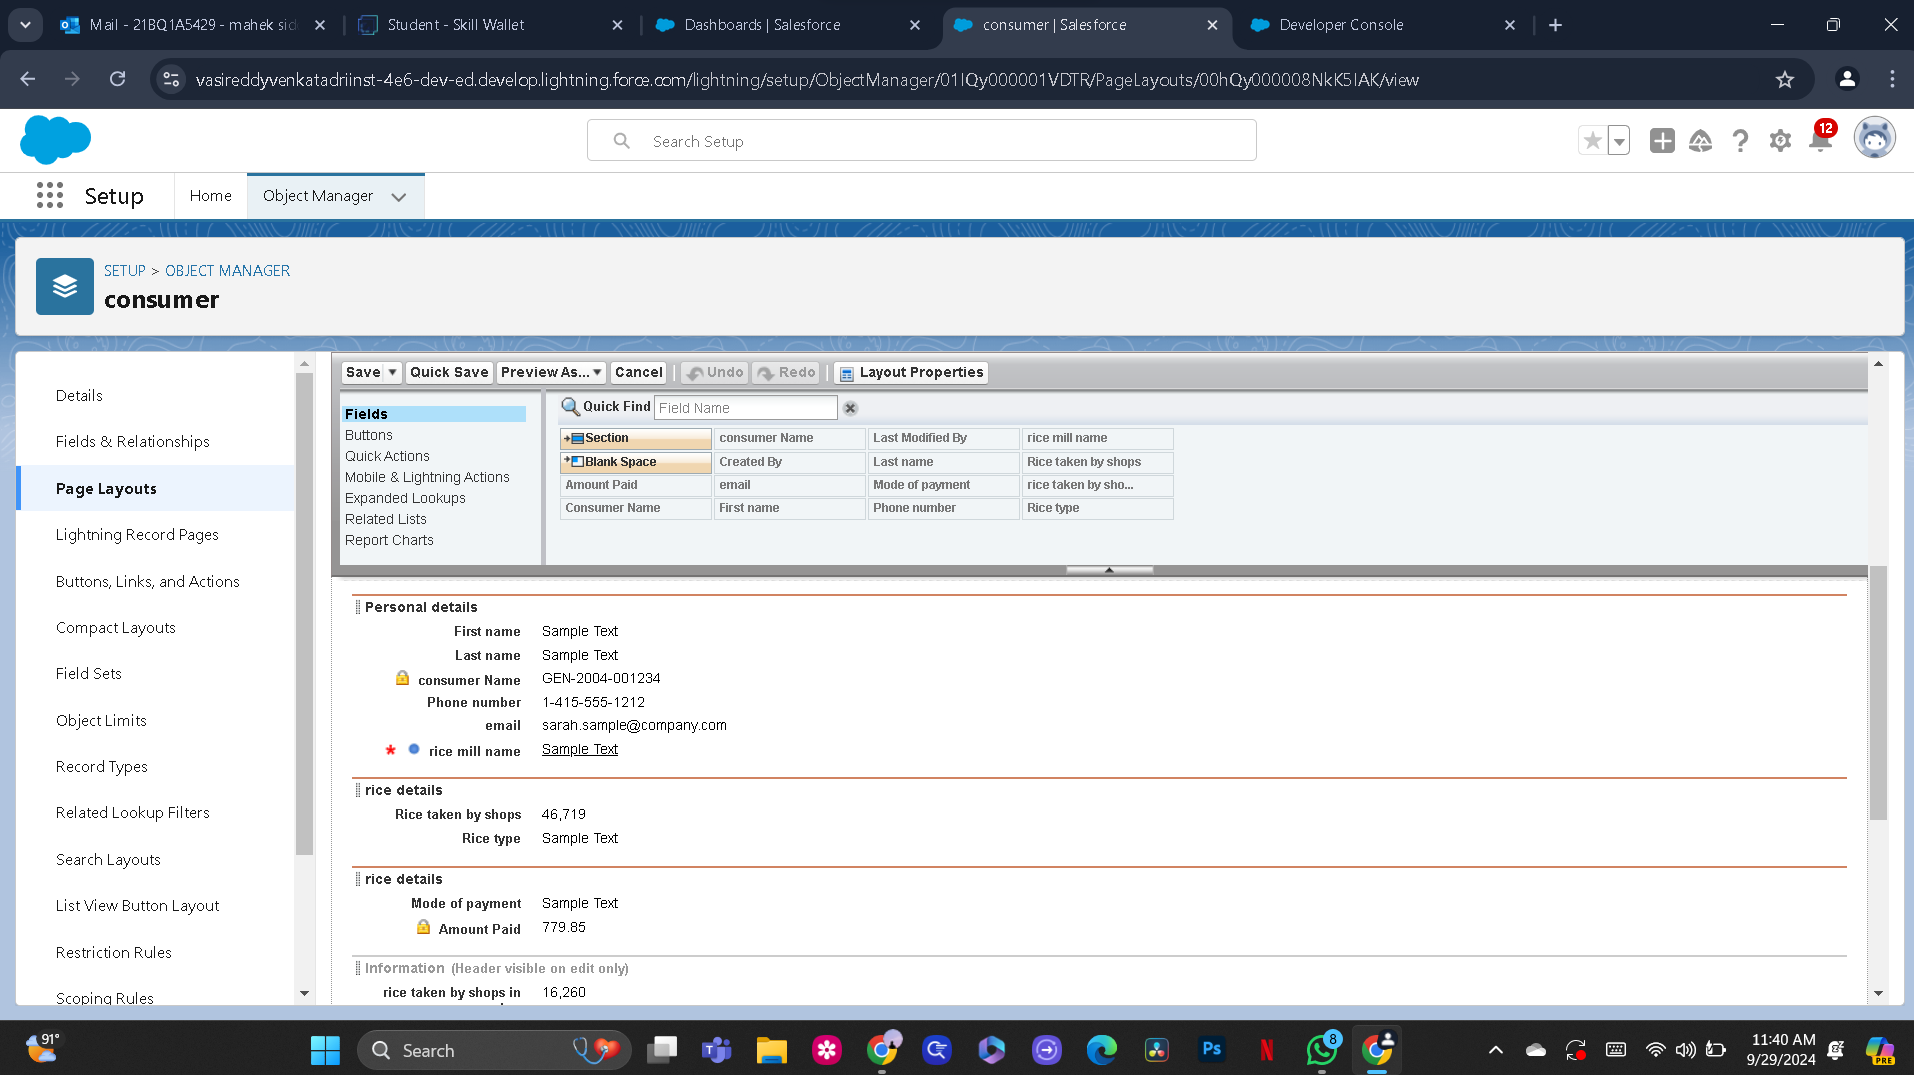 Mail - 21BQ1A5429 - mahek sid
Student - Skill Wallet
Dashboards | Salesforce
consumer | Salesforce
Developer Console
vasireddyvenkatadriinst-4e6-dev-ed.develop.lightning.force.com/lightning/setup/ObjectManager/01IQy000001VDTR/PageLayouts/00hQy000008NkK5IAK/view
Search Setup
12
Setup
Home
Object Manager
SETUP > OBJECT MANAGER
consumer
Details
Fields & Relationships
Page Layouts
Lightning Record Pages
Buttons, Links, and Actions
Compact Layouts
Field Sets
Object Limits
Record Types
Related Lookup Filters
Search Layouts
List View Button Layout
Restriction Rules
Scoping Rules
Save Quick Save Preview As... Cancel Undo Redo Layout Properties
Fields
Buttons
Quick Actions
Mobile & Lightning Actions
Expanded Lookups
Related Lists
Report Charts
Quick Find Field Name
Section consumer Name Last Modified By rice mill name
Blank Space Created By Last name Rice taken by shops
Amount Paid email Mode of payment rice taken by sho...
Consumer Name First name Phone number Rice type
Personal details
First name Sample Text
Last name Sample Text
consumer Name GEN-2004-001234
Phone number 1-415-555-1212
email sarah.sample@company.com
* rice mill name Sample Text
rice details
Rice taken by shops 46,719
Rice type Sample Text
rice details
Mode of payment Sample Text
Amount Paid 779.85
Information (Header visible on edit only)
rice taken by shops in 16,260
91°
Search
Ps
N
8
11:40 AM
9/29/2024
PRE